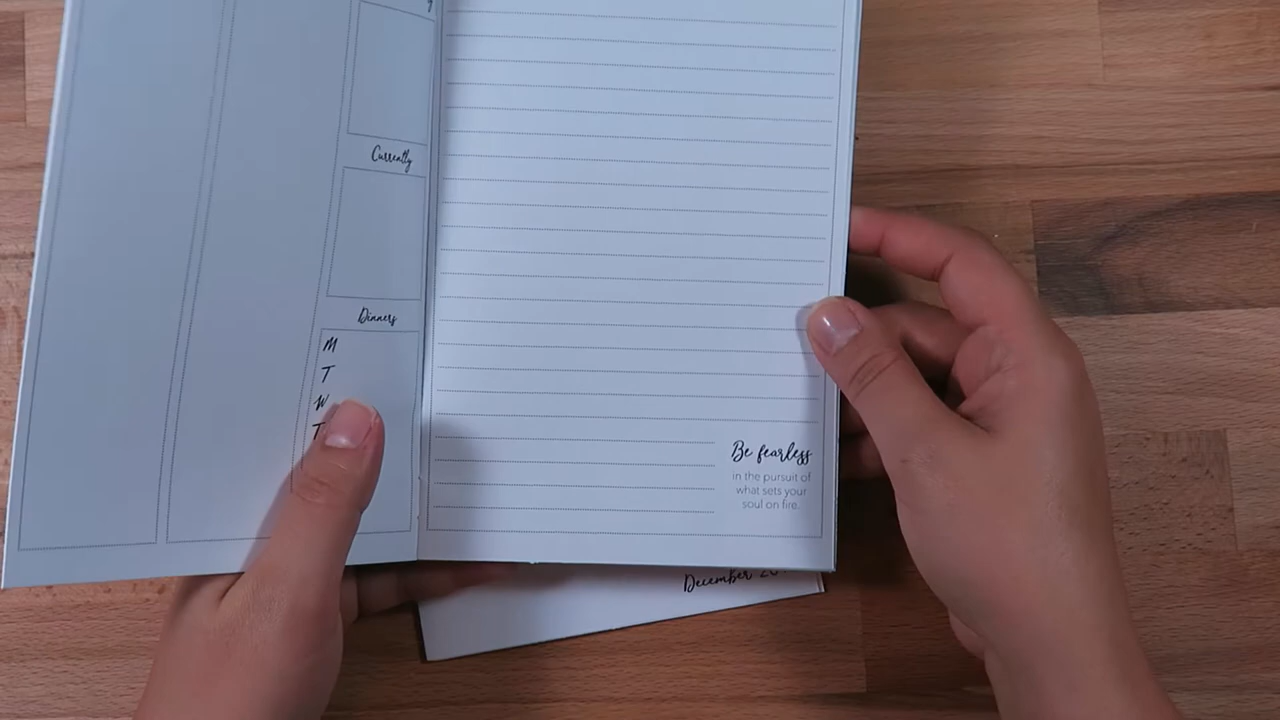 Currently
Dinners
M
T
W
T
Be fearless
in the pursuit of
what sets your
soul on fire.
December